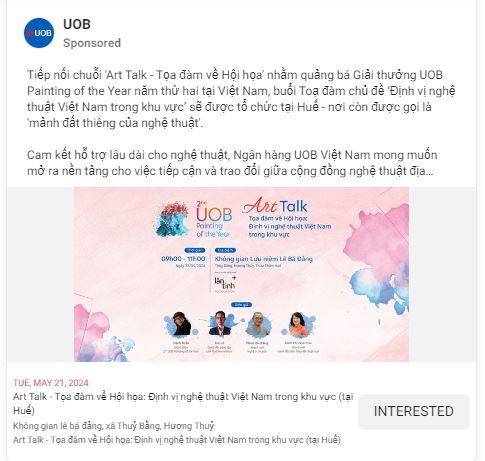 UOB
UOB
Sponsored
Tiếp nối chuỗi 'Art Talk - Tọa đàm về Hội họa' nhằm quảng bá Giải thưởng UOB
Painting of the Year năm thứ hai tại Việt Nam, buổi Toạ đàm chủ đề ‘Định vị nghệ
thuật Việt Nam trong khu vực’ sẽ được tổ chức tại Huế - nơi còn được gọi là
'mảnh đất thiêng của nghệ thuật'.
Cam kết hỗ trợ lâu dài cho nghệ thuật, Ngân hàng UOB Việt Nam mong muốn
mở ra nền tảng cho việc tiếp cận và trao đổi giữa cộng đồng nghệ thuật địa...
2nd
UOB
Painting
of the Year
Art Talk
Tọa đàm về Hội họa:
Định vị nghệ thuật Việt Nam
trong khu vực
09h00 - 11h00
Không gian Lưu niệm Lê Bá Đảng
lân
tinh
TUE, MAY 21, 2024
Art Talk - Tọa đàm về Hội họa: Định vị nghệ thuật Việt Nam trong khu vực (tại
Huế)
INTERESTED
Không gian lê bá đảng, xã Thuỷ Bằng, Hương Thuỷ
Art Talk - Tọa đàm về Hội họa: Định vị nghệ thuật Việt Nam trong khu vực (tại Huế)